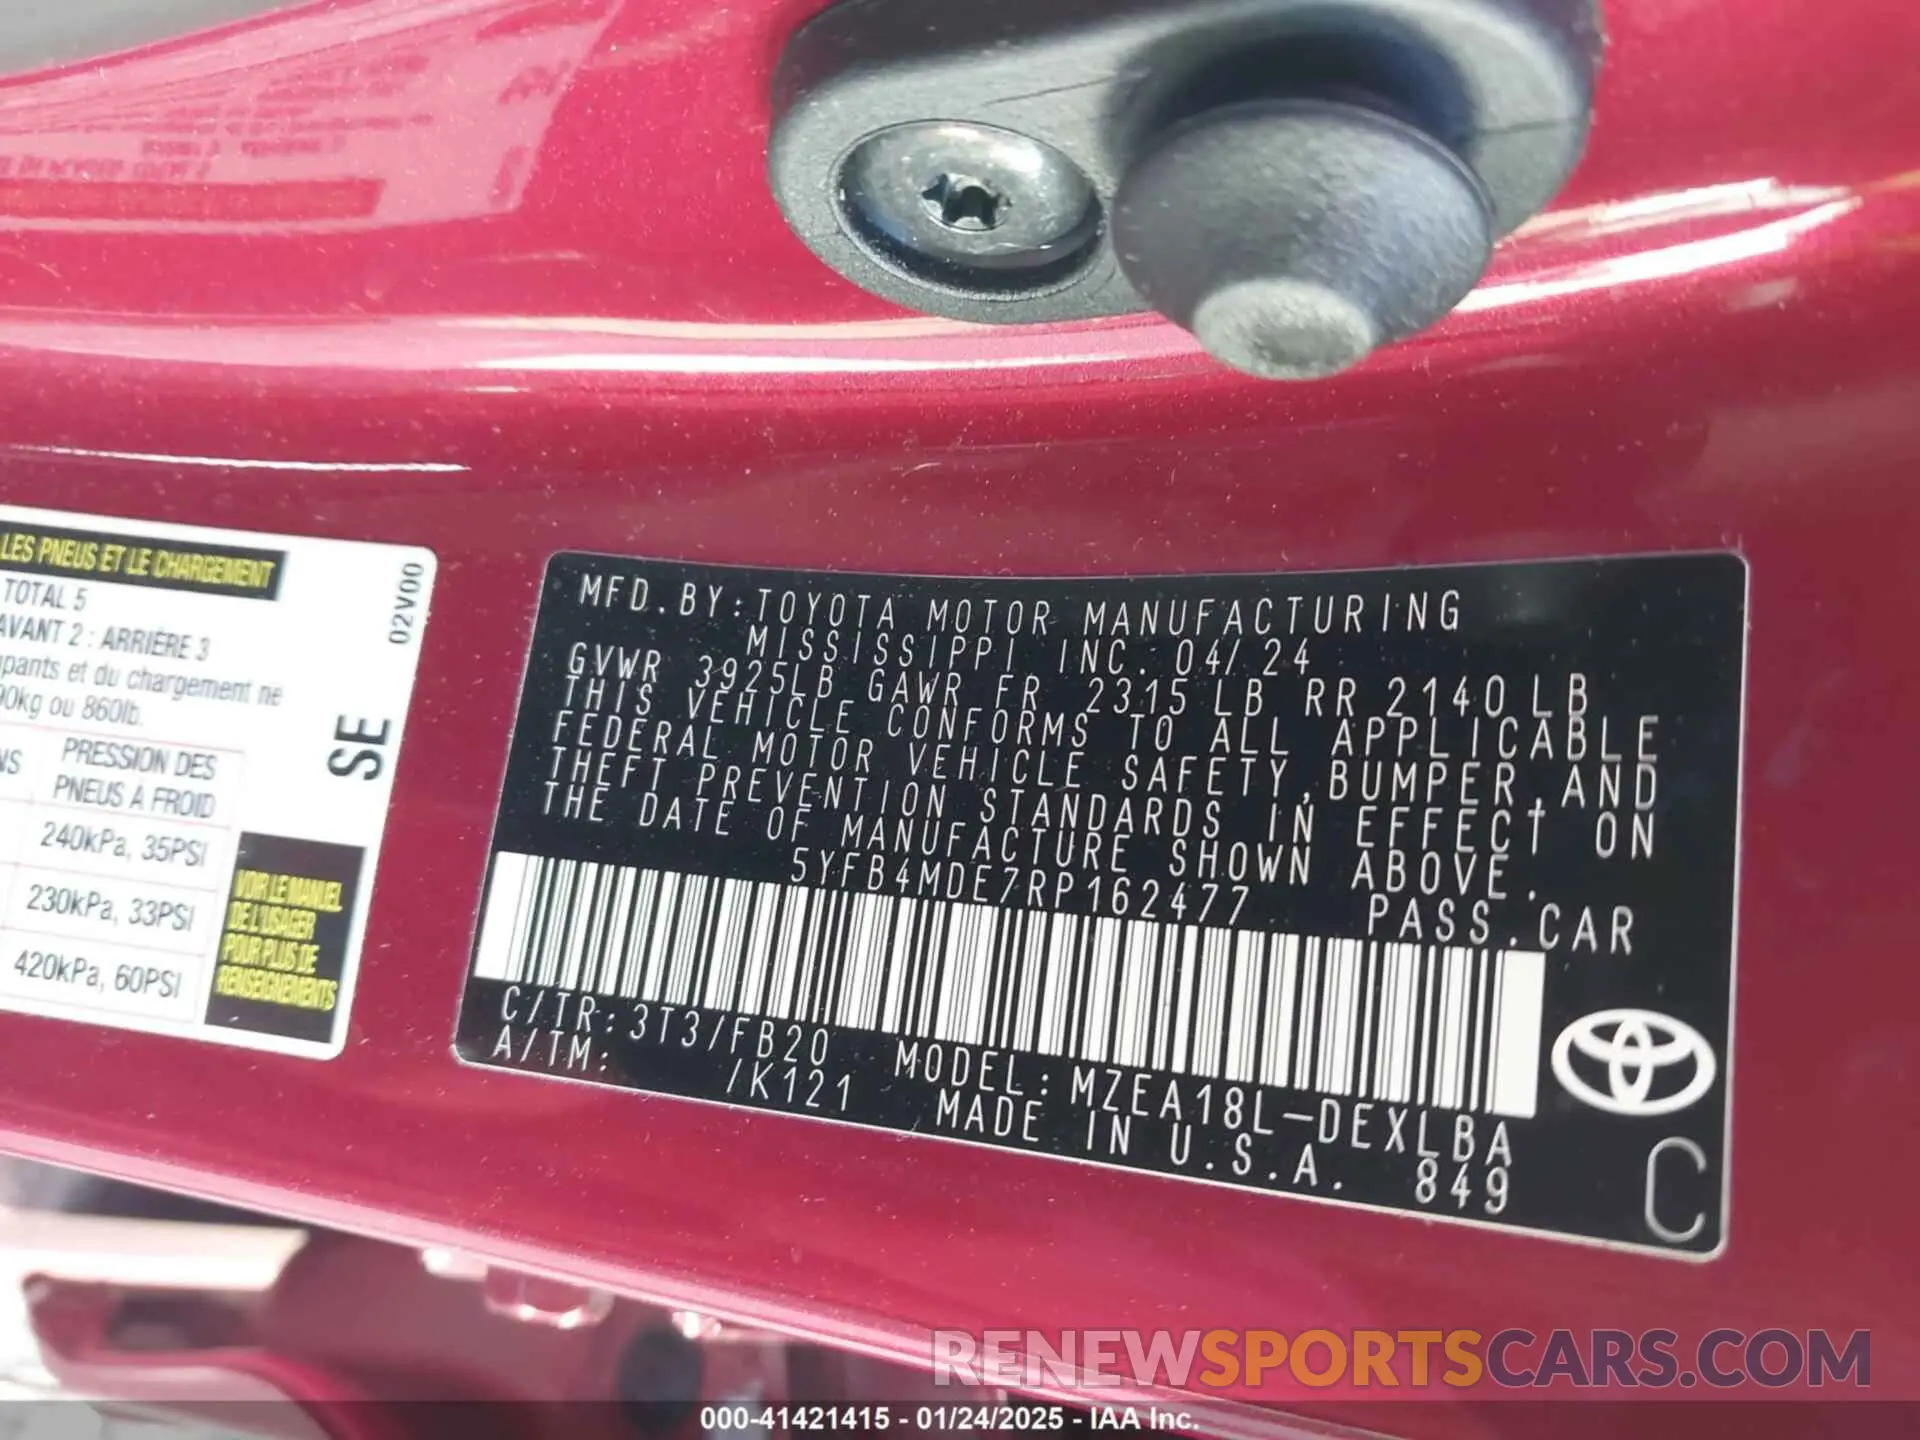 LES PNEUS ET LE CHARGEMENT
TOTAL 5
AVANT 2 : ARRIÈRE 3
et du chargement ne
90kg ou 860lb.
PRESSION DES
PNEUS A FROID
240kPa, 35PSI
230kPa, 33PSI
420kPa, 60PSI
02V00
SE
VOIR LE MANUEL
DE L'USAGER
POUR PLUS DE
RENSEIGNEMENTS
MFD. BY: TOYOTA MOTOR MANUFACTURING
MISSISSIPPI, INC. 04/24
GVWR 3925LB GAWR FR 2315 LB RR 2140 LB
THIS VEHICLE CONFORMS TO ALL APPLICABLE
FEDERAL MOTOR VEHICLE SAFETY, BUMPER, AND
THEFT PREVENTION STANDARDS IN EFFECT ON
THE DATE OF MANUFACTURE SHOWN ABOVE.
5YFB4MDE7RP162477 PASS. CAR
C/TR: 3T3/FB20 MODEL: MZEA18L-DEXLBA
A/TM: /K121 MADE IN U.S.A. 849
C
RENEWSPORTSCARS.COM
000-41421415 - 01/24/2025 - IAA Inc.